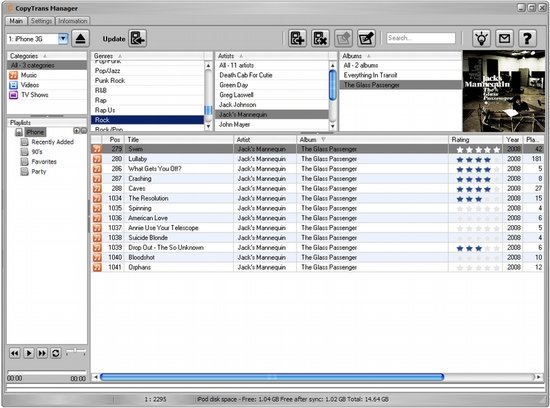 CopyTrans Manager
Main Settings Information
1: iPhone 3G Update Search...
Categories
All - 3 categories
Music
Videos
TV Shows
Playlists
iPhone
Recently Added
90's
Favorites
Party
Genres
Pop/Funk
Pop/Jazz
Punk Rock
R&B
Rap
Rap Us
Rock
Rock/Pop
Artists
All - 11 artists
Death Cab For Cutie
Green Day
Greg Laswell
Jack Johnson
Jack's Mannequin
John Mayer
Albums
All - 2 albums
Everything In Transit
The Glass Passenger
Jack's
Mannequin
The Glass
Passenger
Pos Title Artist Album Rating Year Pla...
279 Swim Jack's Mannequin The Glass Passenger 2008 42
280 Lullaby Jack's Mannequin The Glass Passenger 2008 181
286 What Gets You Off? Jack's Mannequin The Glass Passenger 2008 5
287 Crashing Jack's Mannequin The Glass Passenger 2008 8
288 Caves Jack's Mannequin The Glass Passenger 2008 27
1034 The Resolution Jack's Mannequin The Glass Passenger 2008 15
1035 Spinning Jack's Mannequin The Glass Passenger 2008 4
1036 American Love Jack's Mannequin The Glass Passenger 2008 6
1037 Annie Use Your Telescope Jack's Mannequin The Glass Passenger 2008 5
1038 Suicide Blonde Jack's Mannequin The Glass Passenger 2008 4
1039 Drop Out - The So Unknown Jack's Mannequin The Glass Passenger 2008 6
1040 Bloodshot Jack's Mannequin The Glass Passenger 2008 10
1041 Orphans Jack's Mannequin The Glass Passenger 2008 12
00:00 00:00
1 : 2295 iPod disk space - Free: 1.04 GB Free after sync: 1.02 GB Total: 14.64 GB